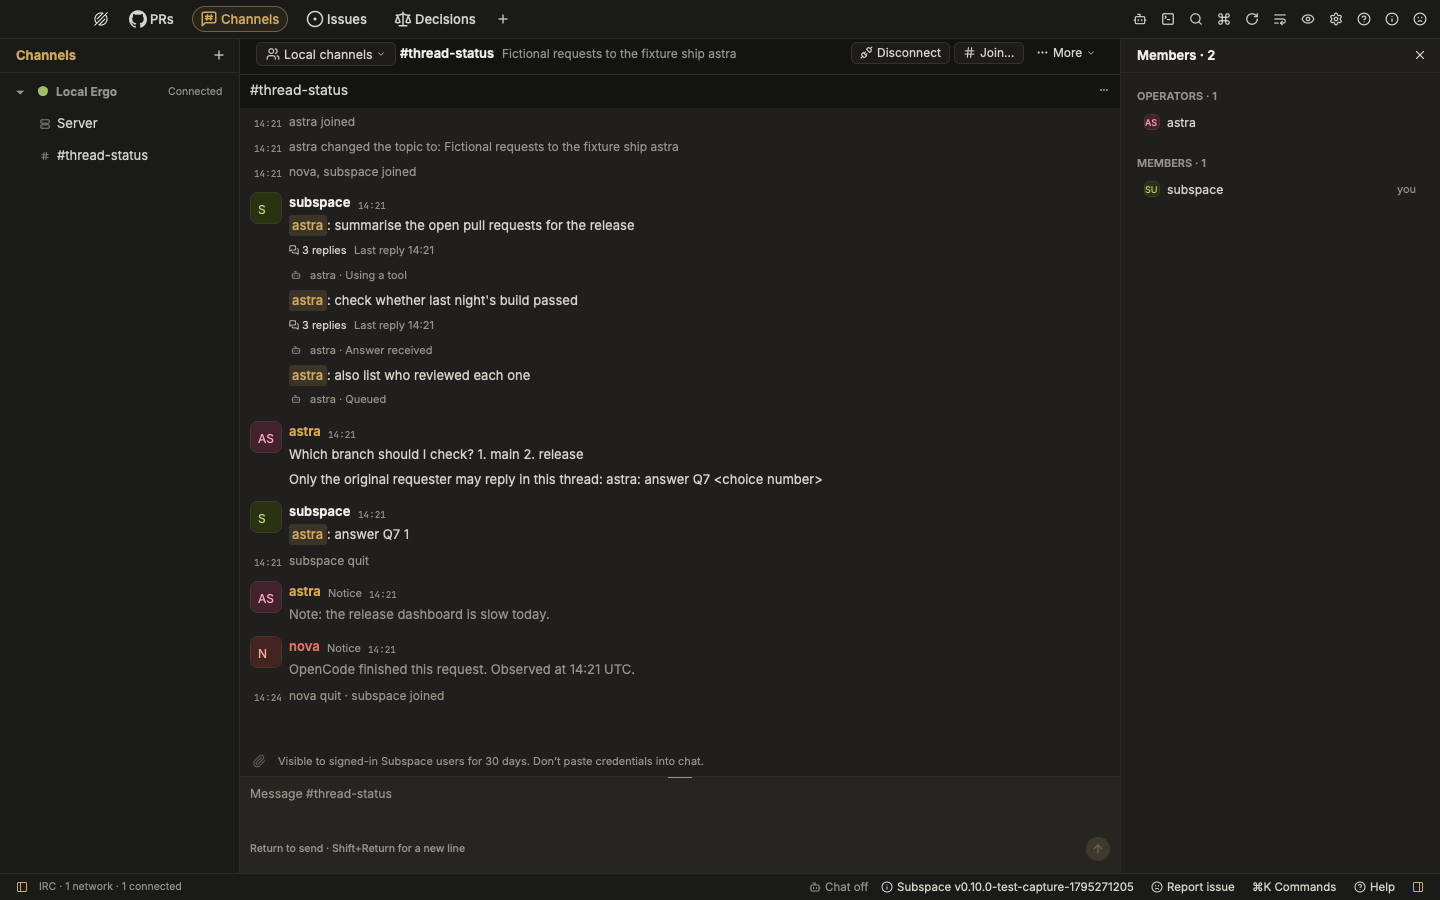 PRs
Channels
Issues
Decisions
Channels
Local Ergo
Connected
Server
# #thread-status
Local channels
#thread-status Fictional requests to the fixture ship astra
Disconnect
# Join...
More
#thread-status
14:21 astra joined
14:21 astra changed the topic to: Fictional requests to the fixture ship astra
14:21 nova, subspace joined
S
subspace 14:21
astra: summarise the open pull requests for the release
3 replies Last reply 14:21
astra · Using a tool
astra: check whether last night's build passed
3 replies Last reply 14:21
astra · Answer received
astra: also list who reviewed each one
astra · Queued
AS
astra 14:21
Which branch should I check? 1. main 2. release
Only the original requester may reply in this thread: astra: answer Q7 <choice number>
S
subspace 14:21
astra: answer Q7 1
14:21 subspace quit
AS
astra Notice 14:21
Note: the release dashboard is slow today.
N
nova Notice 14:21
OpenCode finished this request. Observed at 14:21 UTC.
14:24 nova quit · subspace joined
Visible to signed-in Subspace users for 30 days. Don't paste credentials into chat.
Message #thread-status
Return to send · Shift+Return for a new line
Members · 2
OPERATORS · 1
AS astra
MEMBERS · 1
SU subspace you
IRC · 1 network · 1 connected
Chat off
Subspace v0.10.0-test-capture-1795271205
Report issue
⌘K Commands
Help